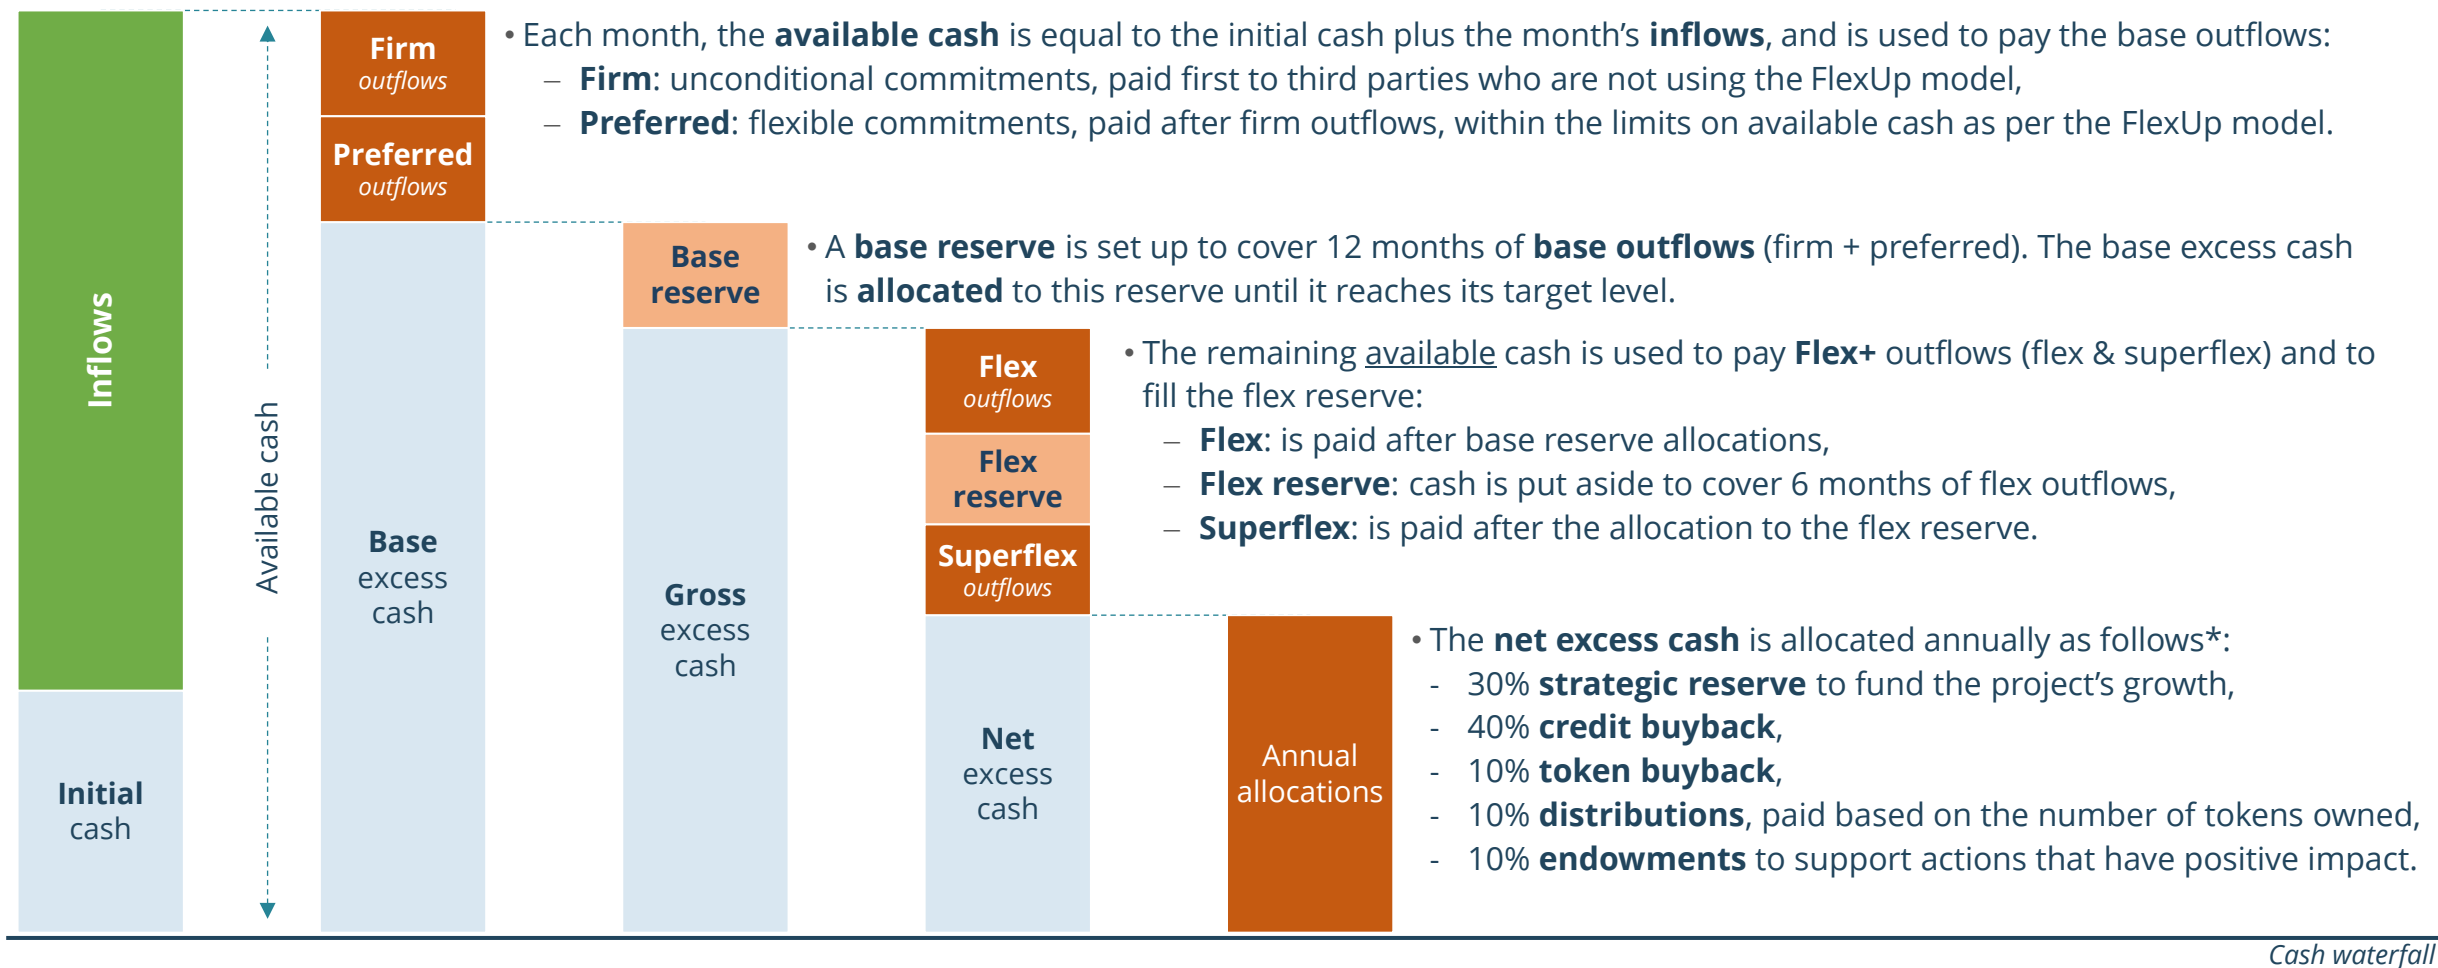 Inflows
Initial
cash
Available cash
Firm
outflows
Preferred
outflows
Base
excess
cash
• Each month, the available cash is equal to the initial cash plus the month’s inflows, and is used to pay the base outflows:
– Firm: unconditional commitments, paid first to third parties who are not using the FlexUp model,
– Preferred: flexible commitments, paid after firm outflows, within the limits on available cash as per the FlexUp model.
Base
reserve
Gross
excess
cash
• A base reserve is set up to cover 12 months of base outflows (firm + preferred). The base excess cash
is allocated to this reserve until it reaches its target level.
Flex
outflows
Flex
reserve
Superflex
outflows
Net
excess
cash
• The remaining available cash is used to pay Flex+ outflows (flex & superflex) and to
fill the flex reserve:
– Flex: is paid after base reserve allocations,
– Flex reserve: cash is put aside to cover 6 months of flex outflows,
– Superflex: is paid after the allocation to the flex reserve.
Annual
allocations
• The net excess cash is allocated annually as follows*:
- 30% strategic reserve to fund the project’s growth,
- 40% credit buyback,
- 10% token buyback,
- 10% distributions, paid based on the number of tokens owned,
- 10% endowments to support actions that have positive impact.
Cash waterfall